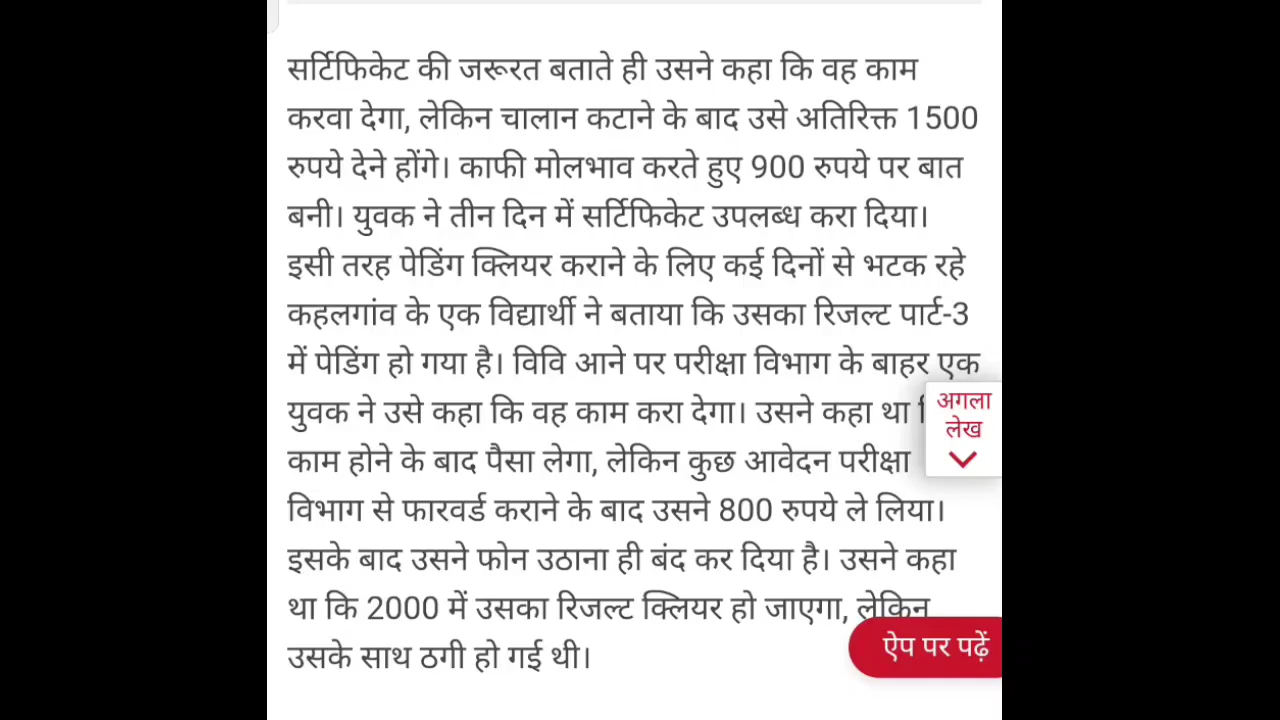 सर्टिफिकेट की जरूरत बताते ही उसने कहा कि वह काम
करवा देगा, लेकिन चालान कटाने के बाद उसे अतिरिक्त 1500
रुपये देने होंगे। काफी मोलभाव करते हुए 900 रुपये पर बात
बनी। युवक ने तीन दिन में सर्टिफिकेट उपलब्ध करा दिया।
इसी तरह पेडिंग क्लियर कराने के लिए कई दिनों से भटक रहे
कहलगांव के एक विद्यार्थी ने बताया कि उसका रिजल्ट पार्ट-3
में पेडिंग हो गया है। विवि आने पर परीक्षा विभाग के बाहर एक
युवक ने उसे कहा कि वह काम करा देगा। उसने कहा था
काम होने के बाद पैसा लेगा, लेकिन कुछ आवेदन परीक्षा
विभाग से फारवर्ड कराने के बाद उसने 800 रुपये ले लिया।
इसके बाद उसने फोन उठाना ही बंद कर दिया है। उसने कहा
था कि 2000 में उसका रिजल्ट क्लियर हो जाएगा, लेकिन
उसके साथ ठगी हो गई थी।
अगला
लेख
ऐप पर पढ़ें